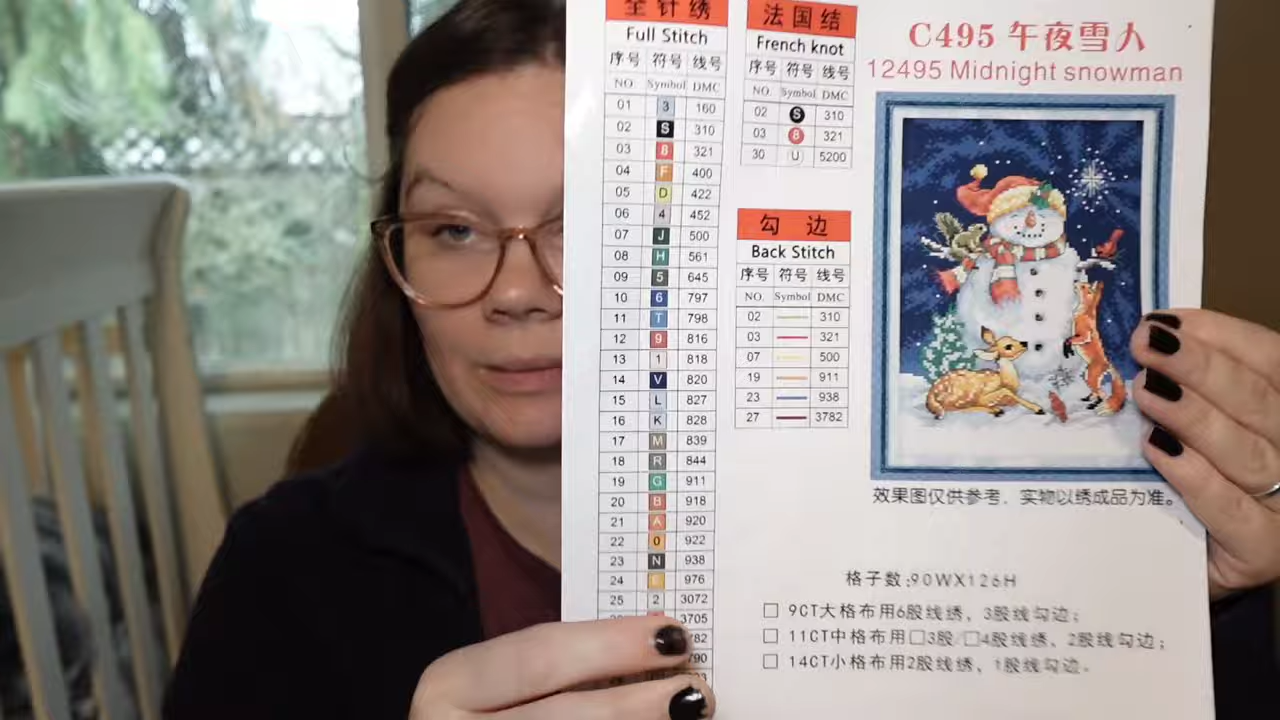 全针绣
Full Stitch
序号 符号 线号
NO. Symbol DMC
01 3 160
02 S 310
03 8 321
04 F 400
05 D 422
06 4 452
07 J 500
08 H 561
09 5 645
10 6 797
11 T 798
12 9 816
13 1 818
14 V 820
15 L 827
16 K 828
17 M 839
18 R 844
19 G 911
20 B 918
21 A 920
22 0 922
23 N 938
24 E 976
25 2 3072
3705
782
790
法国结
French knot
序号 符号 线号
NO. Symbol DMC
02 S 310
03 8 321
30 U 5200
勾 边
Back Stitch
序号 符号 线号
NO. Symbol DMC
02 310
03 321
07 500
19 911
23 938
27 3782
C495 午夜雪人
12495 Midnight snowman
效果图仅供参考，实物以绣成品为准。
格子数:90WX126H
□ 9CT大格布用6股线绣，3股线勾边；
□ 11CT中格布用□3股/□4股线绣、2股线勾边；
□ 14CT小格布用2股线绣，1股线勾边.